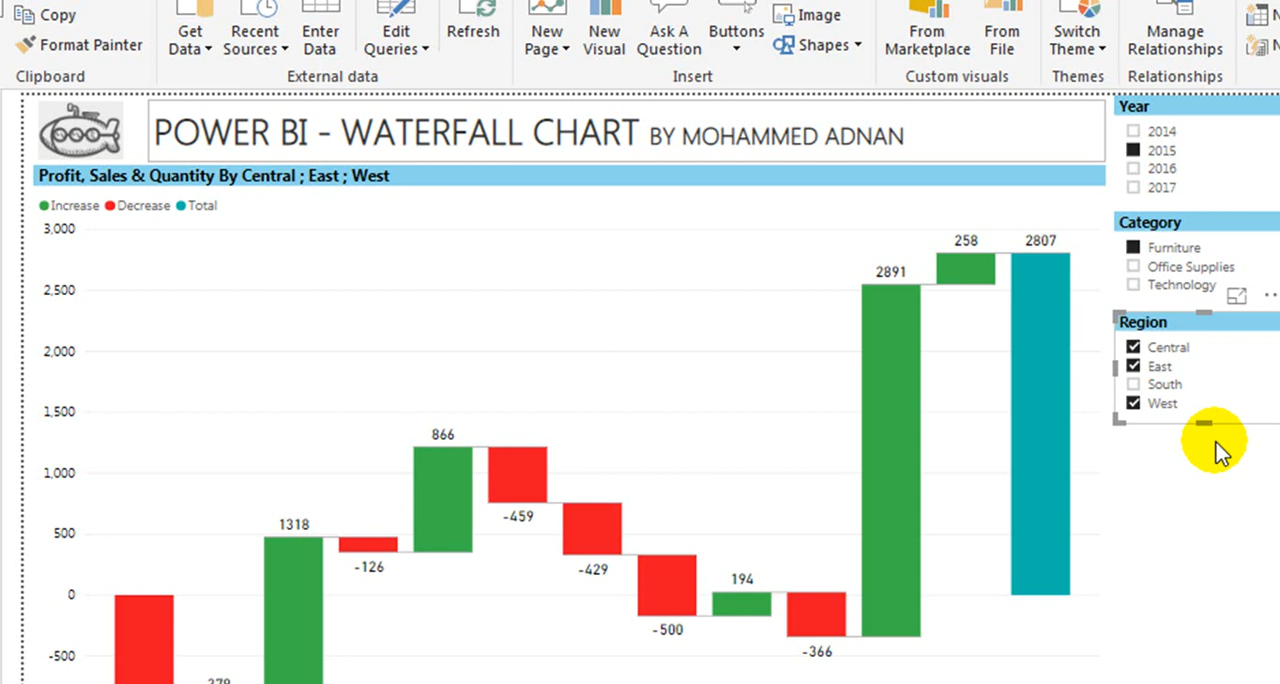 Copy
Format Painter
Clipboard
Get Data
Recent Sources
Enter Data
External data
Edit Queries
Refresh
New Page
New Visual
Ask A Question
Buttons
Image
Shapes
Insert
From Marketplace
From File
Custom visuals
Switch Theme
Themes
Manage Relationships
Relationships
POWER BI - WATERFALL CHART BY MOHAMMED ADNAN
Profit, Sales & Quantity By Central ; East ; West
Increase Decrease Total
3,000
2,500
2,000
1,500
1,000
500
0
-500
1318
-126
866
-459
-429
-500
194
-366
2891
258
2807
Year
2014
2015
2016
2017
Category
Furniture
Office Supplies
Technology
Region
Central
East
South
West